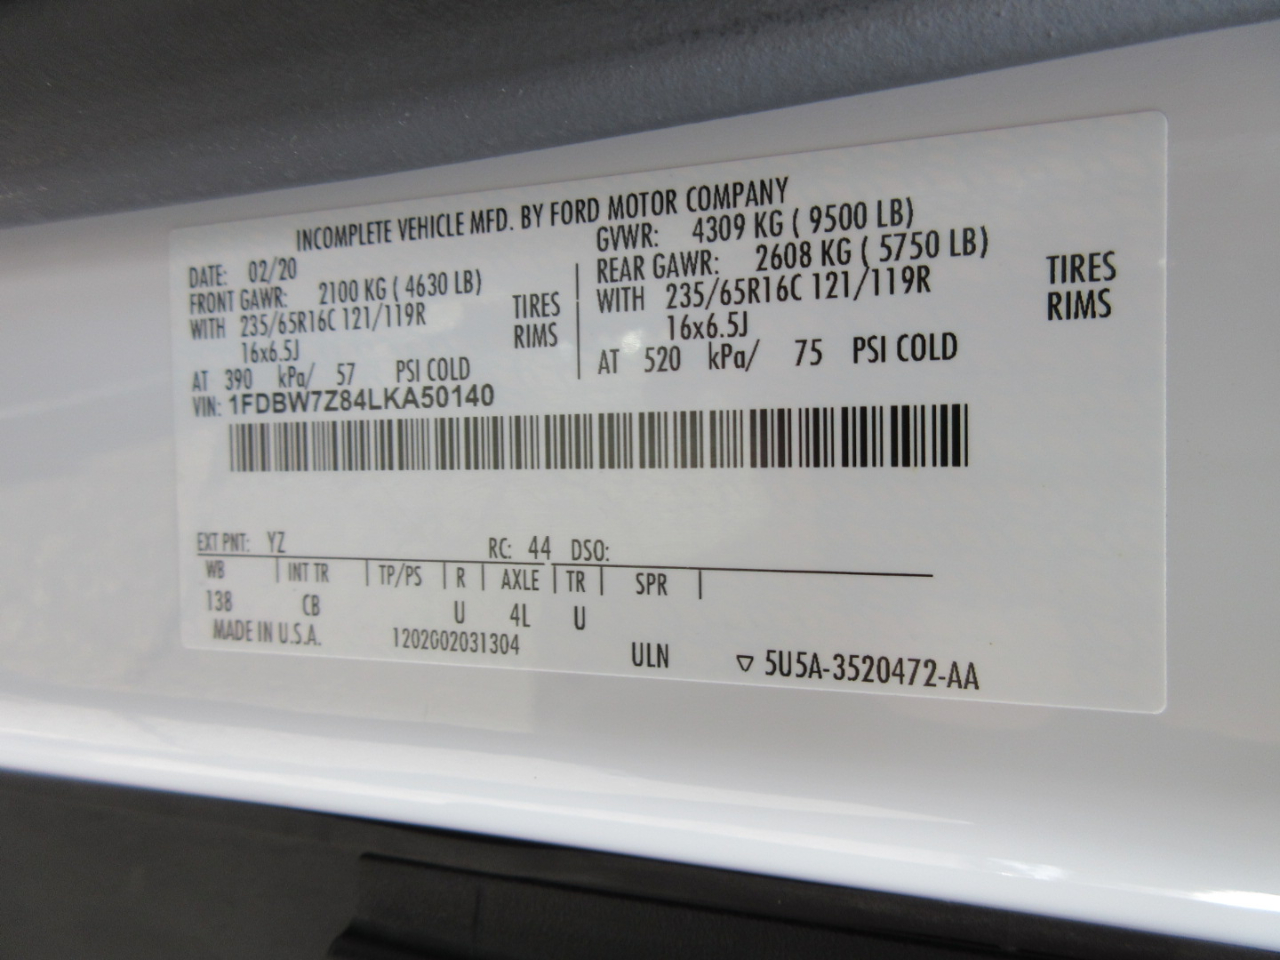 INCOMPLETE VEHICLE MFD. BY FORD MOTOR COMPANY
DATE: 02/20
GVWR: 4309 KG ( 9500 LB)
FRONT GAWR: 2100 KG ( 4630 LB)
REAR GAWR: 2608 KG ( 5750 LB)
WITH 235/65R16C 121/119R TIRES
WITH 235/65R16C 121/119R TIRES
16x6.5J RIMS
16x6.5J RIMS
AT 390 kPa/ 57 PSI COLD
AT 520 kPa/ 75 PSI COLD
VIN: 1FDBW7Z84LKA50140
EXT PNT: YZ RC: 44 DSO:
WB | INT TR | TP/PS | R | AXLE | TR | SPR |
138 CB U 4L U
MADE IN U.S.A. 1202002031304 ULN ▽ 5U5A-3520472-AA